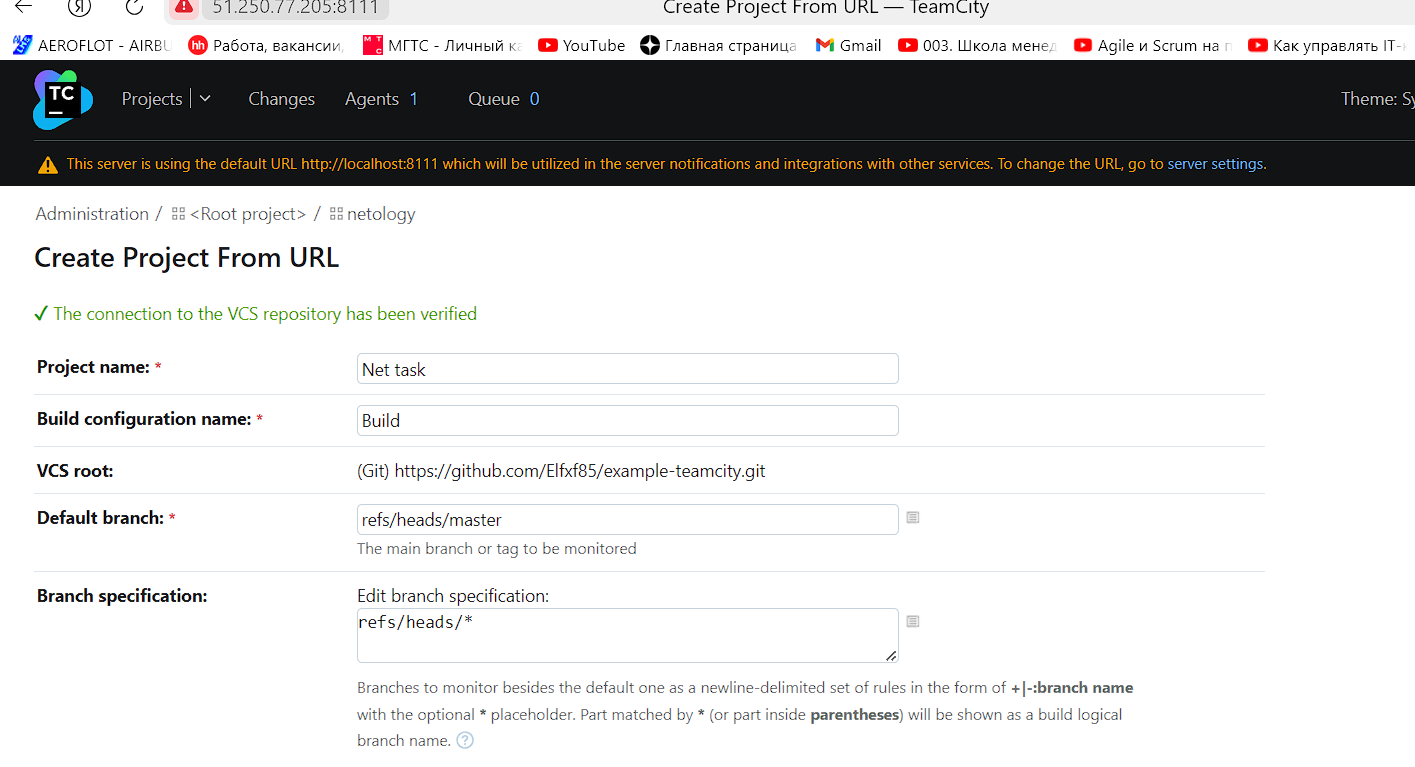 51.250.77.205:8111 Create Project From URL — TeamCity
AEROFLOT - AIRBU hh Работа, вакансии, МТС МГТС - Личный ка YouTube Главная страница Gmail 003. Школа менед Agile и Scrum на п Как управлять IT-к
TC Projects Changes Agents 1 Queue 0 Theme: Sy
This server is using the default URL http://localhost:8111 which will be utilized in the server notifications and integrations with other services. To change the URL, go to server settings.
Administration / <Root project> / netology
Create Project From URL
The connection to the VCS repository has been verified
Project name: * Net task
Build configuration name: * Build
VCS root: (Git) https://github.com/Elfxf85/example-teamcity.git
Default branch: * refs/heads/master
The main branch or tag to be monitored
Branch specification: Edit branch specification:
refs/heads/*
Branches to monitor besides the default one as a newline-delimited set of rules in the form of +|-:branch name
with the optional * placeholder. Part matched by * (or part inside parentheses) will be shown as a build logical
branch name. ?